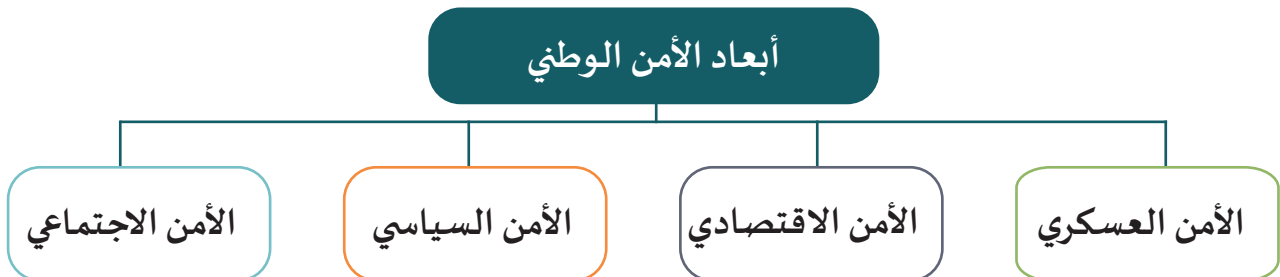 أبعاد الأمن الوطني
الأمن العسكري
الأمن الاقتصادي
الأمن السياسي
الأمن الاجتماعي